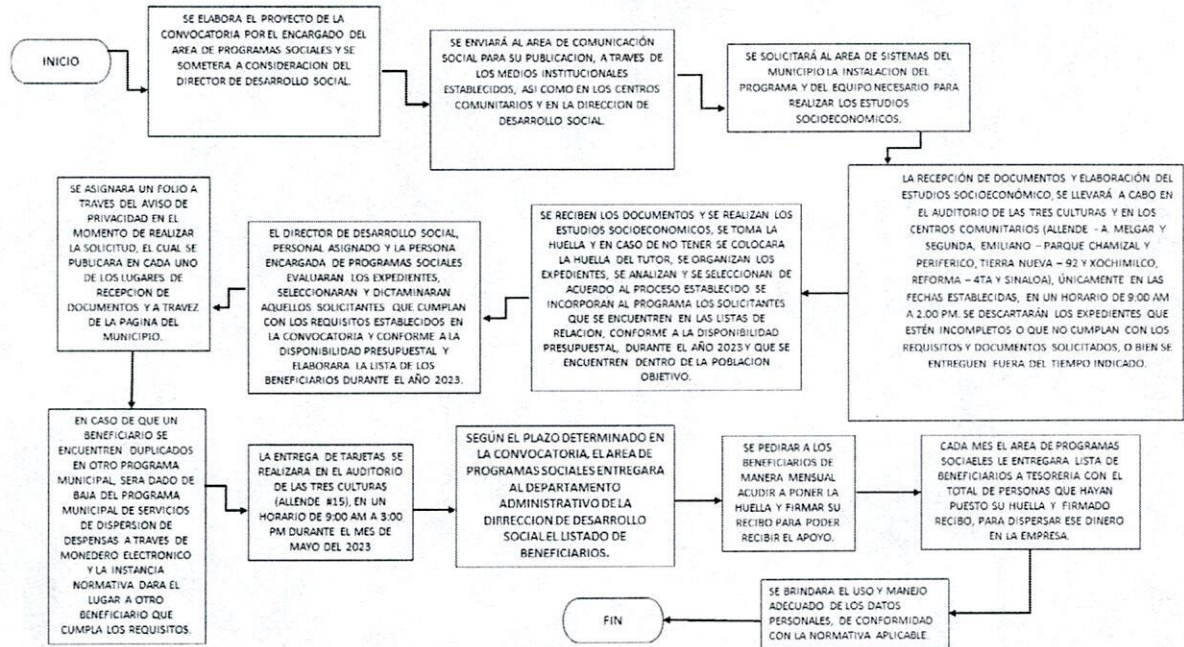 INICIO
SE ELABORA EL PROYECTO DE LA
CONVOCATORIA POR EL ENCARGADO DEL
AREA DE PROGRAMAS SOCIALES Y SE
SOMETERA A CONSIDERACION DEL
DIRECTOR DE DESARROLLO SOCIAL.
SE ENVIARÁ AL AREA DE COMUNICACIÓN
SOCIAL PARA SU PUBLICACION, A TRAVES DE
LOS MEDIOS INSTITUCIONALES
ESTABLECIDOS, ASI COMO EN LOS CENTROS
COMUNITARIOS Y EN LA DIRECCION DE
DESARROLLO SOCIAL.
SE SOLICITARÁ AL AREA DE SISTEMAS DEL
MUNICIPIO LA INSTALACION DEL
PROGRAMA Y DEL EQUIPO NECESARIO PARA
REALIZAR LOS ESTUDIOS
SOCIOECONOMICOS.
LA RECEPCIÓN DE DOCUMENTOS Y ELABORACIÓN DEL
ESTUDIOS SOCIOECONÓMICO, SE LLEVARÁ A CABO EN
EL AUDITORIO DE LAS TRES CULTURAS Y EN LOS
CENTROS COMUNITARIOS (ALLENDE - A. MELGAR Y
SEGUNDA, EMILIANO – PARQUE CHAMIZAL Y
PERIFERICO, TIERRA NUEVA – 92 Y XOCHIMILCO,
REFORMA – 4TA Y SINALOA), ÚNICAMENTE EN LAS
FECHAS ESTABLECIDAS, EN UN HORARIO DE 9:00 AM
A 2.00 PM. SE DESCARTARÁN LOS EXPEDIENTES QUE
ESTÉN INCOMPLETOS O QUE NO CUMPLAN CON LOS
REQUISITOS Y DOCUMENTOS SOLICITADOS, O BIEN SE
ENTREGUEN FUERA DEL TIEMPO INDICADO.
SE RECIBEN LOS DOCUMENTOS Y SE REALIZAN LOS
ESTUDIOS SOCIOECONOMICOS, SE TOMA LA
HUELLA Y EN CASO DE NO TENER SE COLOCARA
LA HUELLA DEL TUTOR, SE ORGANIZAN LOS
EXPEDIENTES, SE ANALIZAN Y SE SELECCIONAN DE
ACUERDO AL PROCESO ESTABLECIDO SE
INCORPORAN AL PROGRAMA LOS SOLICITANTES
QUE SE ENCUENTREN EN LAS LISTAS DE
RELACION, CONFORME A LA DISPONIBILIDAD
PRESUPUESTAL, DURANTE EL AÑO 2023 Y QUE SE
ENCUENTREN DENTRO DE LA POBLACION
OBJETIVO.
EL DIRECTOR DE DESARROLLO SOCIAL,
PERSONAL ASIGNADO Y LA PERSONA
ENCARGADA DE PROGRAMAS SOCIALES
EVALUARAN LOS EXPEDIENTES,
SELECCIONARAN Y DICTAMINARAN
AQUELLOS SOLICITANTES QUE CUMPLAN
CON LOS REQUISITOS ESTABLECIDOS EN
LA CONVOCATORIA Y CONFORME A LA
DISPONIBILIDAD PRESUPUESTAL Y
ELABORARA LA LISTA DE LOS
BENEFICIARIOS DURANTE EL AÑO 2023.
SE ASIGNARA UN FOLIO A
TRAVES DEL AVISO DE
PRIVACIDAD EN EL
MOMENTO DE REALIZAR
LA SOLICITUD, EL CUAL SE
PUBLICARA EN CADA UNO
DE LOS LUGARES DE
RECEPCION DE
DOCUMENTOS Y A TRAVEZ
DE LA PAGINA DEL
MUNICIPIO.
EN CASO DE QUE UN
BENEFICIARIO SE
ENCUENTREN DUPLICADOS
EN OTRO PROGRAMA
MUNICIPAL, SERA DADO DE
BAJA DEL PROGRAMA
MUNICIPAL DE SERVICIOS
DE DISPERSION DE
DESPENSAS A TRAVES DE
MONEDERO ELECTRONICO
Y LA INSTANCIA
NORMATIVA DARA EL
LUGAR A OTRO
BENEFICIARIO QUE
CUMPLA LOS REQUISITOS.
LA ENTREGA DE TARJETAS SE
REALIZARA EN EL AUDITORIO
DE LAS TRES CULTURAS
(ALLENDE #15), EN UN
HORARIO DE 9:00 AM A 3:00
PM DURANTE EL MES DE
MAYO DEL 2023
SEGÚN EL PLAZO DETERMINADO EN
LA CONVOCATORIA, EL AREA DE
PROGRAMAS SOCIALES ENTREGARA
AL DEPARTAMENTO
ADMINISTRATIVO DE LA
DIRRECCION DE DESARROLLO
SOCIAL EL LISTADO DE
BENEFICIARIOS.
SE PEDIRAR A LOS
BENEFICIARIOS DE
MANERA MENSUAL
ACUDIR A PONER LA
HUELLA Y FIRMAR SU
RECIBO PARA PODER
RECIBIR EL APOYO.
CADA MES EL AREA DE PROGRAMAS
SOCIAELES LE ENTREGARA LISTA DE
BENEFICIARIOS A TESORERIA CON EL
TOTAL DE PERSONAS QUE HAYAN
PUESTO SU HUELLA Y FIRMADO
RECIBO, PARA DISPERSAR ESE DINERO
EN LA EMPRESA.
SE BRINDARA EL USO Y MANEJO
ADECUADO DE LOS DATOS
PERSONALES, DE CONFORMIDAD
CON LA NORMATIVA APLICABLE.
FIN